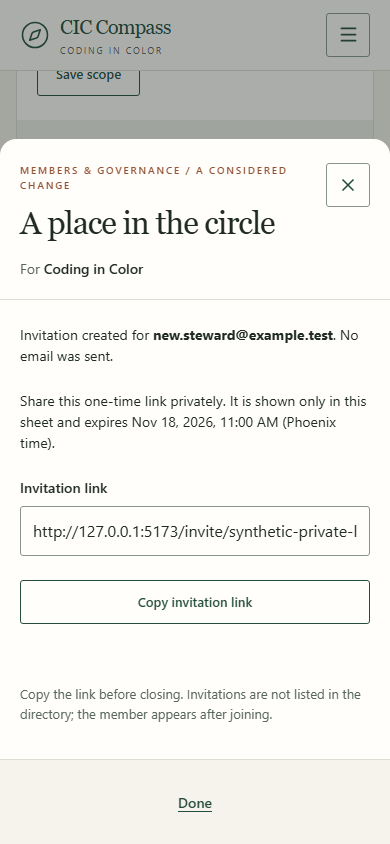 CIC Compass
CODING IN COLOR
Save scope
MEMBERS & GOVERNANCE / A CONSIDERED
CHANGE
A place in the circle
For Coding in Color
Invitation created for new.steward@example.test. No
email was sent.
Share this one-time link privately. It is shown only in this
sheet and expires Nov 18, 2026, 11:00 AM (Phoenix
time).
Invitation link
http://127.0.0.1:5173/invite/synthetic-private-l
Copy invitation link
Copy the link before closing. Invitations are not listed in the
directory; the member appears after joining.
Done